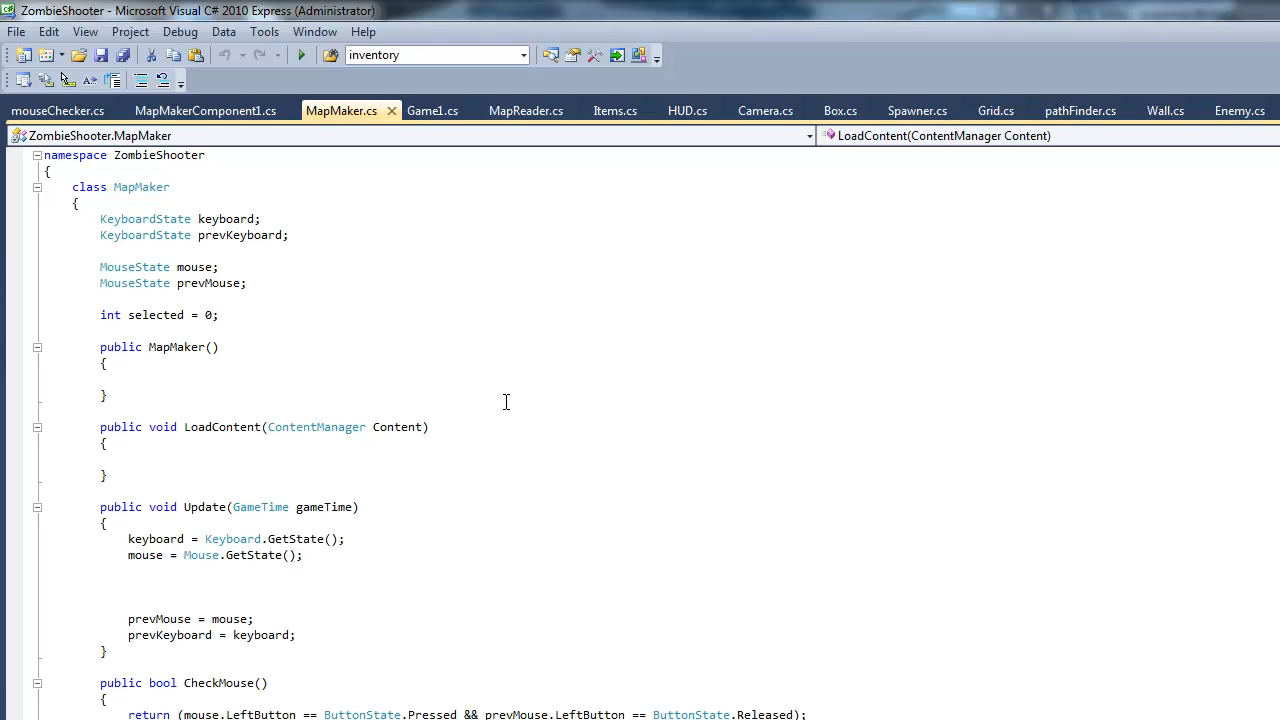 ZombieShooter - Microsoft Visual C# 2010 Express (Administrator)
File Edit View Project Debug Data Tools Window Help
inventory
mouseChecker.cs MapMakerComponent1.cs MapMaker.cs Game1.cs MapReader.cs Items.cs HUD.cs Camera.cs Box.cs Spawner.cs Grid.cs pathFinder.cs Wall.cs Enemy.cs
ZombieShooter.MapMaker LoadContent(ContentManager Content)
namespace ZombieShooter
{
class MapMaker
{
KeyboardState keyboard;
KeyboardState prevKeyboard;
MouseState mouse;
MouseState prevMouse;
int selected = 0;
public MapMaker()
{
}
public void LoadContent(ContentManager Content)
{
}
public void Update(GameTime gameTime)
{
keyboard = Keyboard.GetState();
mouse = Mouse.GetState();
prevMouse = mouse;
prevKeyboard = keyboard;
}
public bool CheckMouse()
{
return (mouse.LeftButton == ButtonState.Pressed && prevMouse.LeftButton == ButtonState.Released);